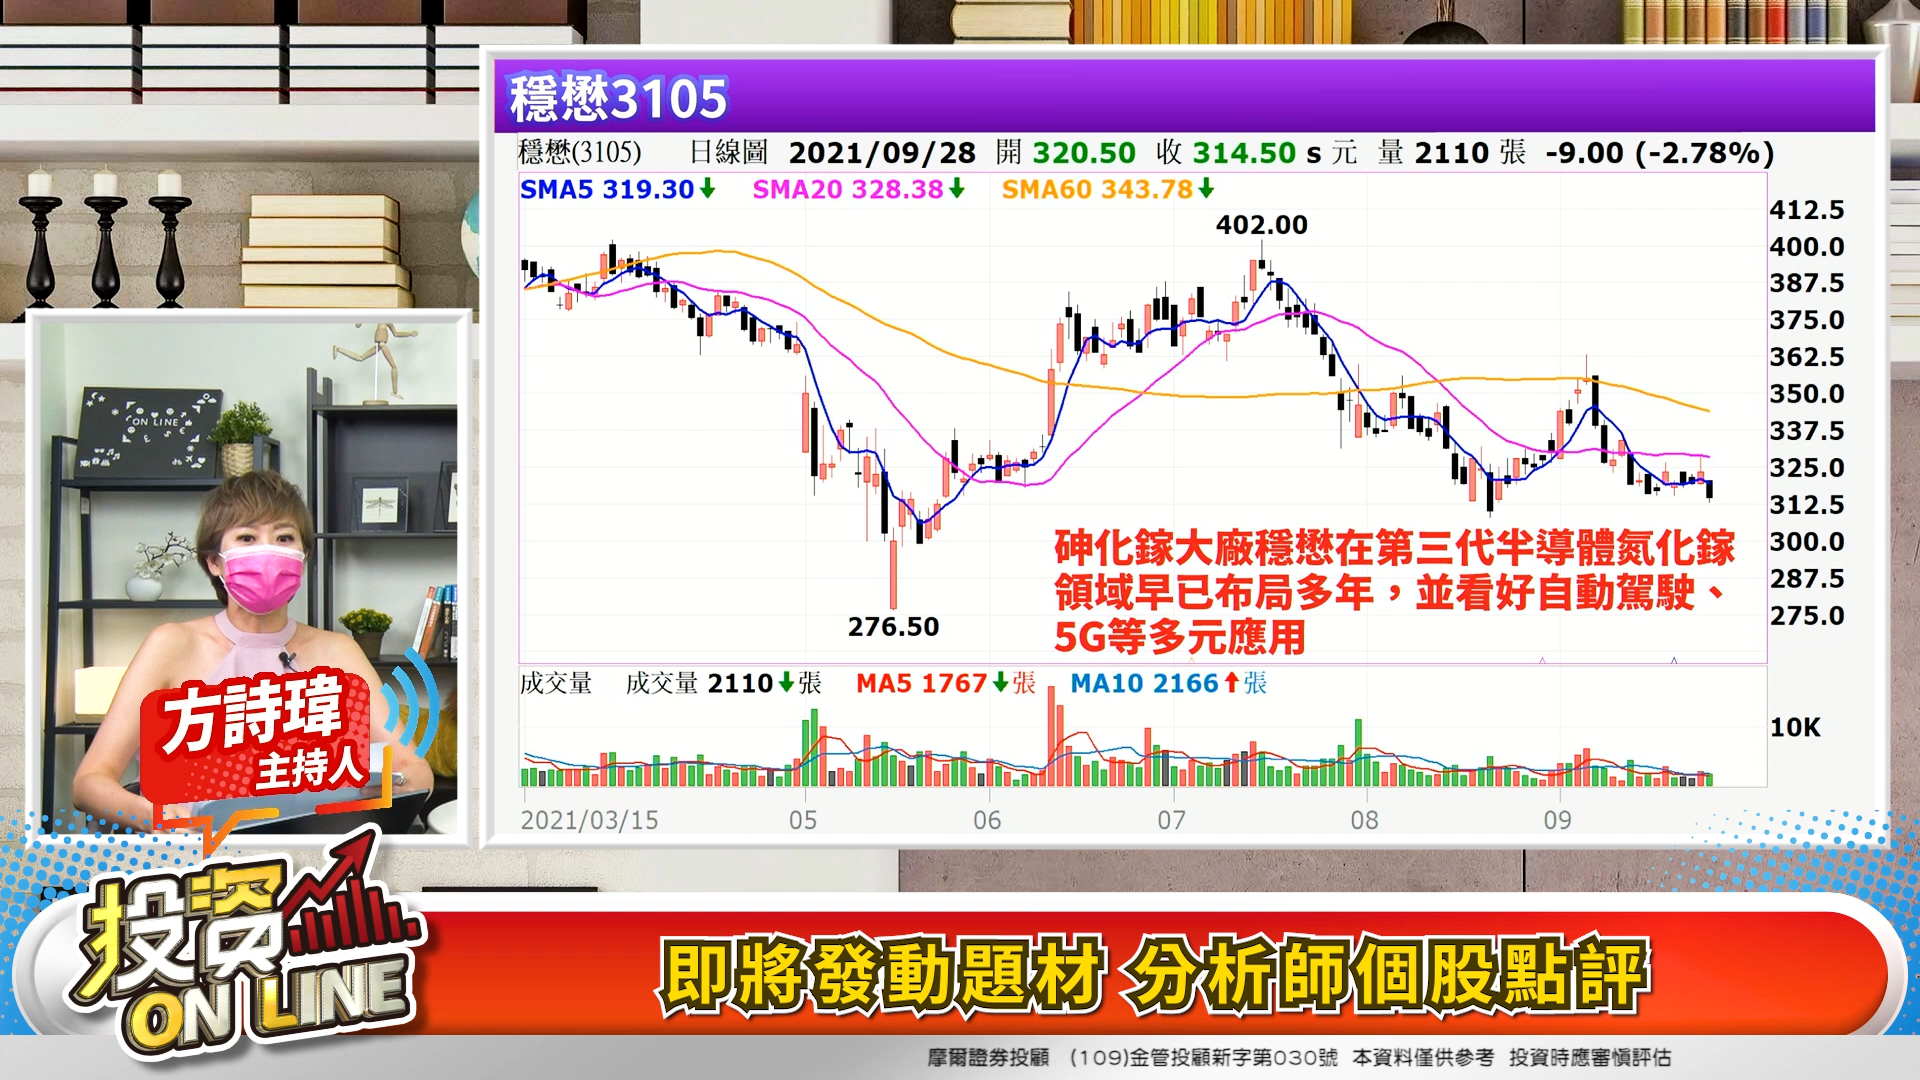 穩懋3105
穩懋(3105) 日線圖 2021/09/28 開 320.50 收 314.50 s 元 量 2110 張 -9.00 (-2.78%)
SMA5 319.30↓ SMA20 328.38↓ SMA60 343.78↓
412.5
402.00
400.0
387.5
375.0
362.5
350.0
337.5
325.0
312.5
300.0
287.5
275.0
276.50
砷化鎵大廠穩懋在第三代半導體氮化鎵
領域早已布局多年，並看好自動駕駛、
5G等多元應用
成交量 成交量 2110↓張 MA5 1767↓張 MA10 2166↑張
10K
2021/03/15 05 06 07 08 09
ON LINE
方詩瑋
主持人
投資
ON LINE
即將發動題材 分析師個股點評
摩爾證券投顧 (109)金管投顧新字第030號 本資料僅供參考 投資時應審慎評估